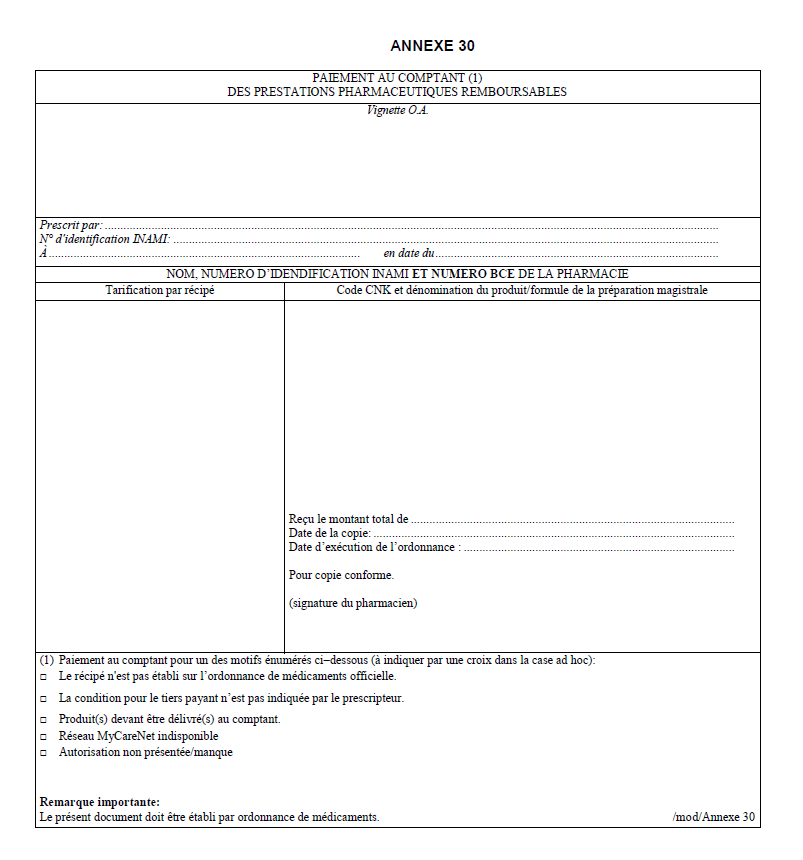 ANNEXE 30
PAIEMENT AU COMPTANT (1)
DES PRESTATIONS PHARMACEUTIQUES REMBOURSABLES
Vignette O.A.
Prescrit par: ........................................................................
N° d'identification INAMI: ........................................................................
À ........................................ en date du ........................................
NOM, NUMERO D'IDENDIFICATION INAMI ET NUMERO BCE DE LA PHARMACIE
Tarification par récipé
Code CNK et dénomination du produit/formule de la préparation magistrale
Reçu le montant total de ........................................
Date de la copie: ........................................
Date d'exécution de l'ordonnance : ........................................
Pour copie conforme.
(signature du pharmacien)
(1) Paiement au comptant pour un des motifs énumérés ci–dessous (à indiquer par une croix dans la case ad hoc):
□ Le récipé n'est pas établi sur l'ordonnance de médicaments officielle.
□ La condition pour le tiers payant n'est pas indiquée par le prescripteur.
□ Produit(s) devant être délivré(s) au comptant.
□ Réseau MyCareNet indisponible
□ Autorisation non présentée/manque
Remarque importante:
Le présent document doit être établi par ordonnance de médicaments. /mod/Annexe 30